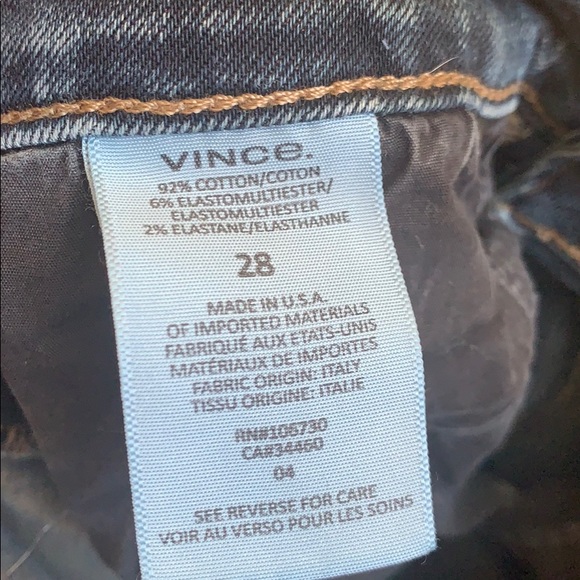 VINCE.
92% COTTON/COTON
6% ELASTOMULTIESTER/
ELASTOMULTIESTER
2% ELASTANE/ELASTHANNE
28
MADE IN U.S.A.
OF IMPORTED MATERIALS
FABRIQUÉ AUX ETATS-UNIS
MATÉRIAUX DE IMPORTES
FABRIC ORIGIN: ITALY
TISSU ORIGINE: ITALIE
RN#106730
CA#34460
04
SEE REVERSE FOR CARE
VOIR AU VERSO POUR LES SOINS